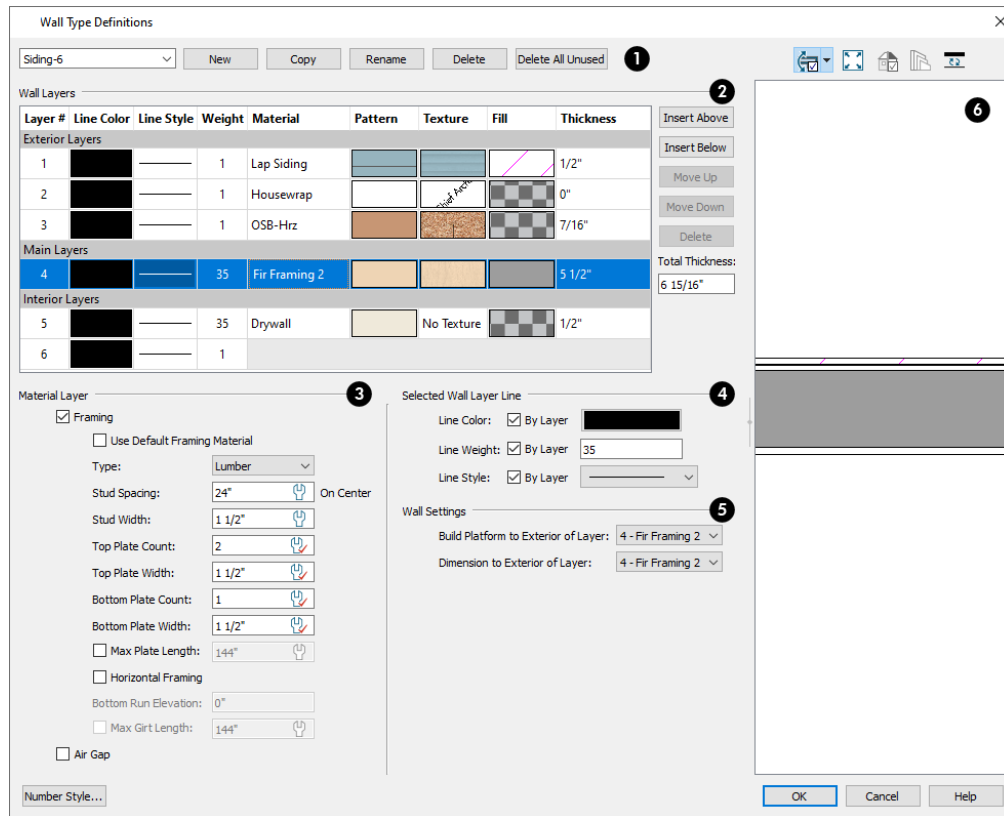 Wall Type Definitions
Siding-6 New Copy Rename Delete Delete All Unused 1
Wall Layers 2
Layer # Line Color Line Style Weight Material Pattern Texture Fill Thickness
Exterior Layers
1 1 Lap Siding 1/2"
2 1 Housewrap Chief Arch 0"
3 1 OSB-Hrz 7/16"
Main Layers
4 35 Fir Framing 2 5 1/2"
Interior Layers
5 35 Drywall No Texture 1/2"
6 1
Insert Above
Insert Below
Move Up
Move Down
Delete
Total Thickness:
6 15/16"
6
Material Layer 3
Framing
Use Default Framing Material
Type: Lumber
Stud Spacing: 24" On Center
Stud Width: 1 1/2"
Top Plate Count: 2
Top Plate Width: 1 1/2"
Bottom Plate Count: 1
Bottom Plate Width: 1 1/2"
Max Plate Length: 144"
Horizontal Framing
Bottom Run Elevation: 0"
Max Girt Length: 144"
Air Gap
Selected Wall Layer Line 4
Line Color: By Layer
Line Weight: By Layer 35
Line Style: By Layer
Wall Settings 5
Build Platform to Exterior of Layer: 4 - Fir Framing 2
Dimension to Exterior of Layer: 4 - Fir Framing 2
Number Style... OK Cancel Help